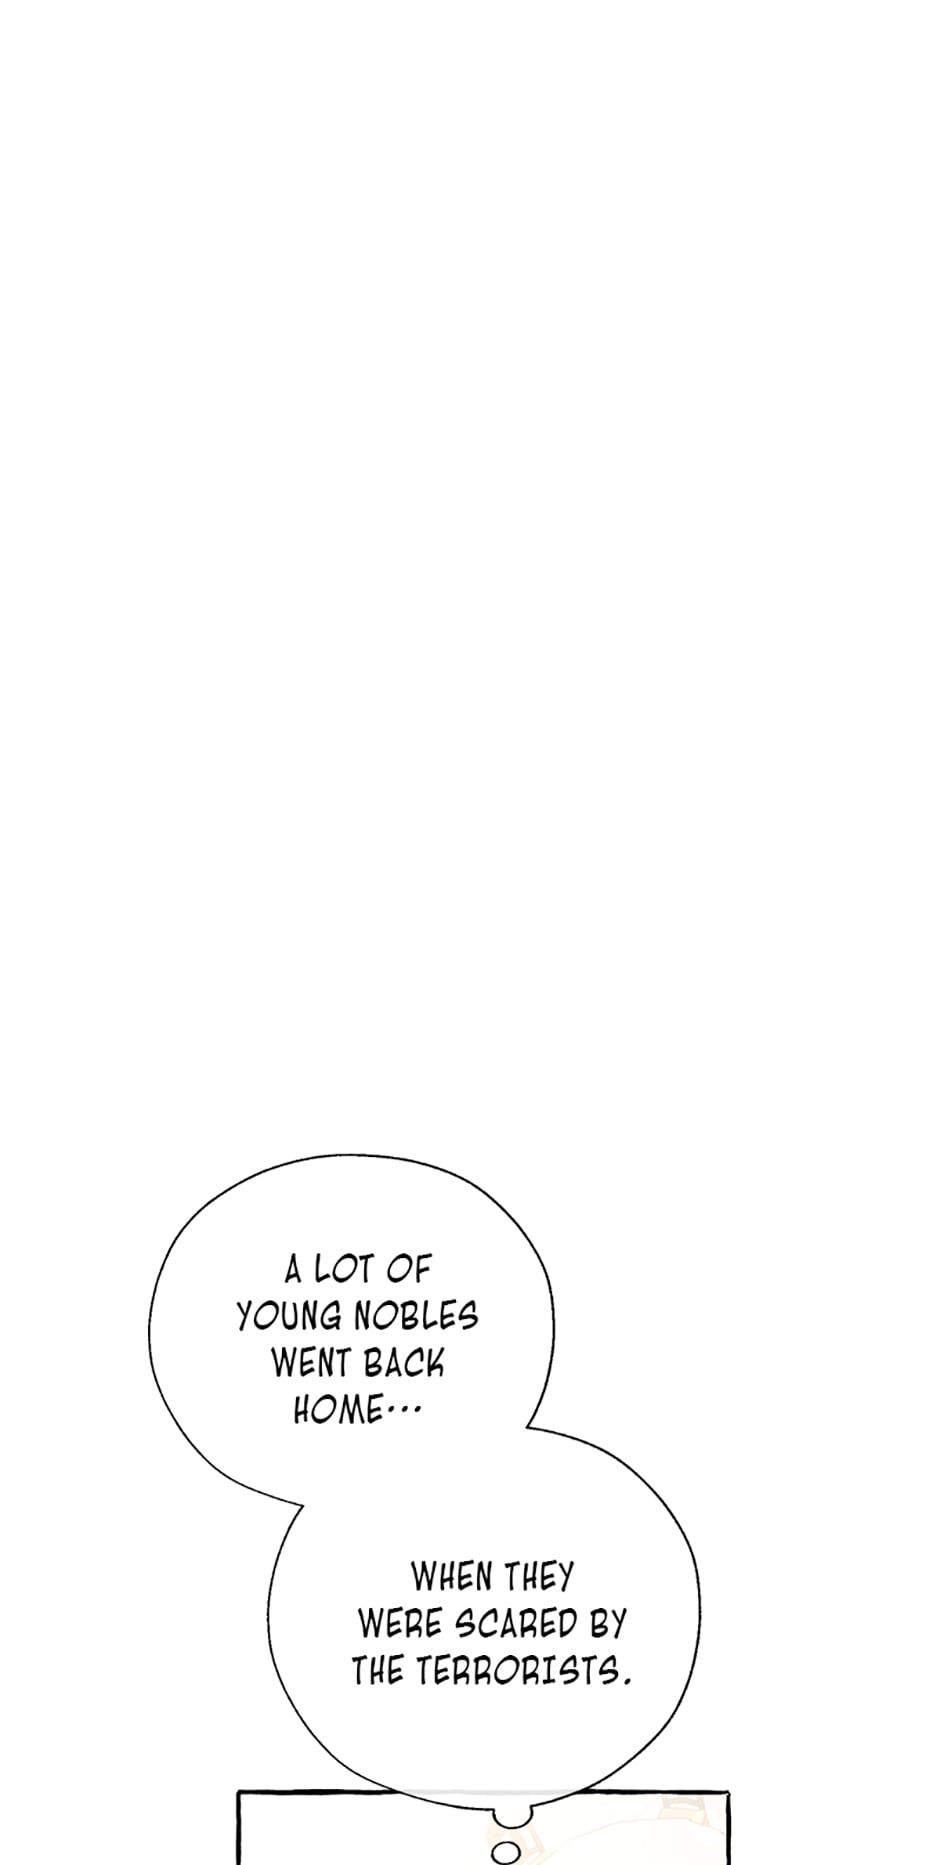 A LOT OF
YOUNG NOBLES
WENT BACK
HOME...
WHEN THEY
WERE SCARED BY
THE TERRORISTS.